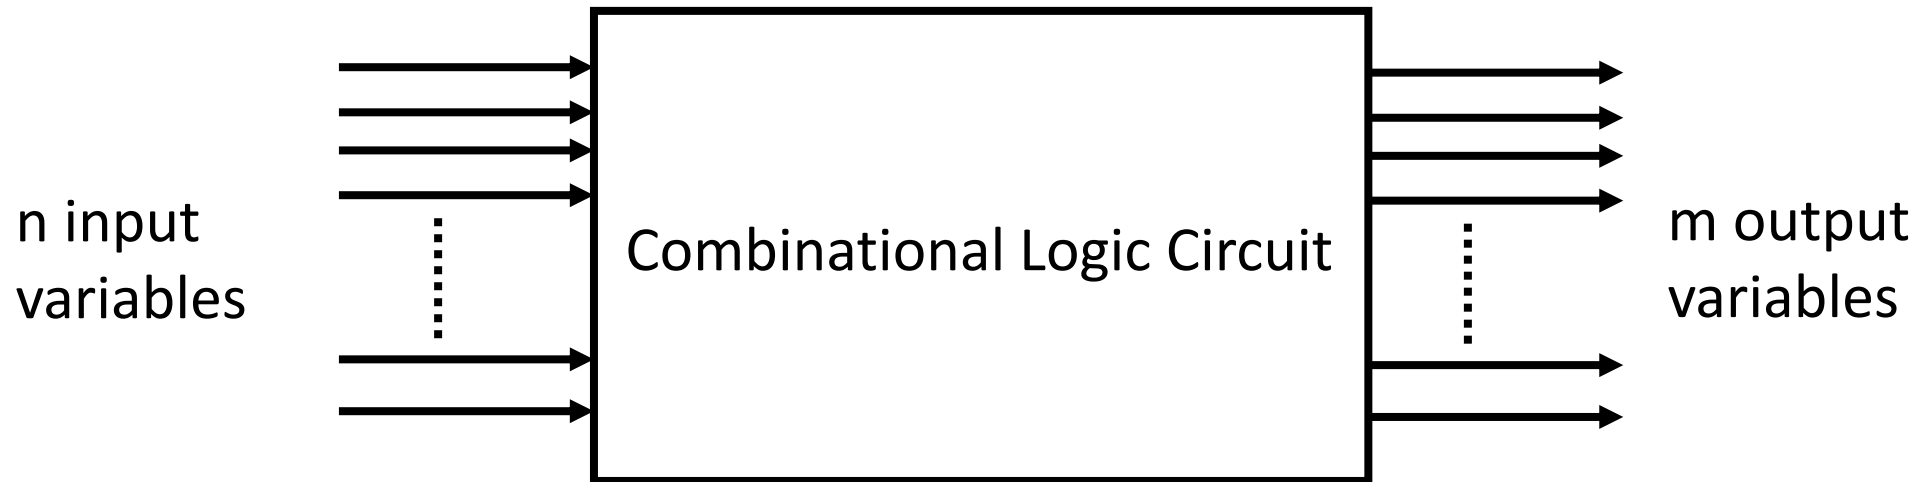 n input
variables
Combinational Logic Circuit
m output
variables